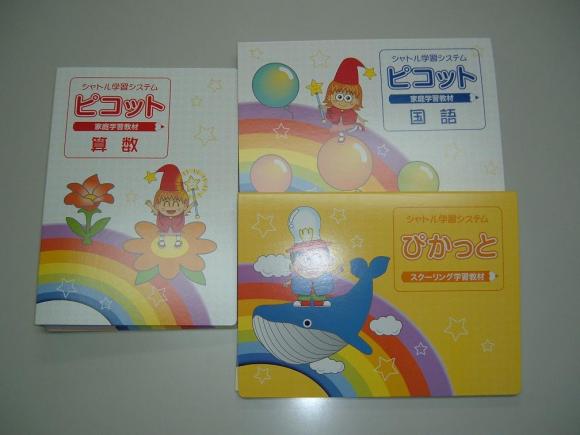 シャトル学習システム
ピコット
家庭学習教材
算数
シャトル学習システム
ピコット
家庭学習教材
国語
シャトル学習システム
ぴかっと
スクーリング学習教材